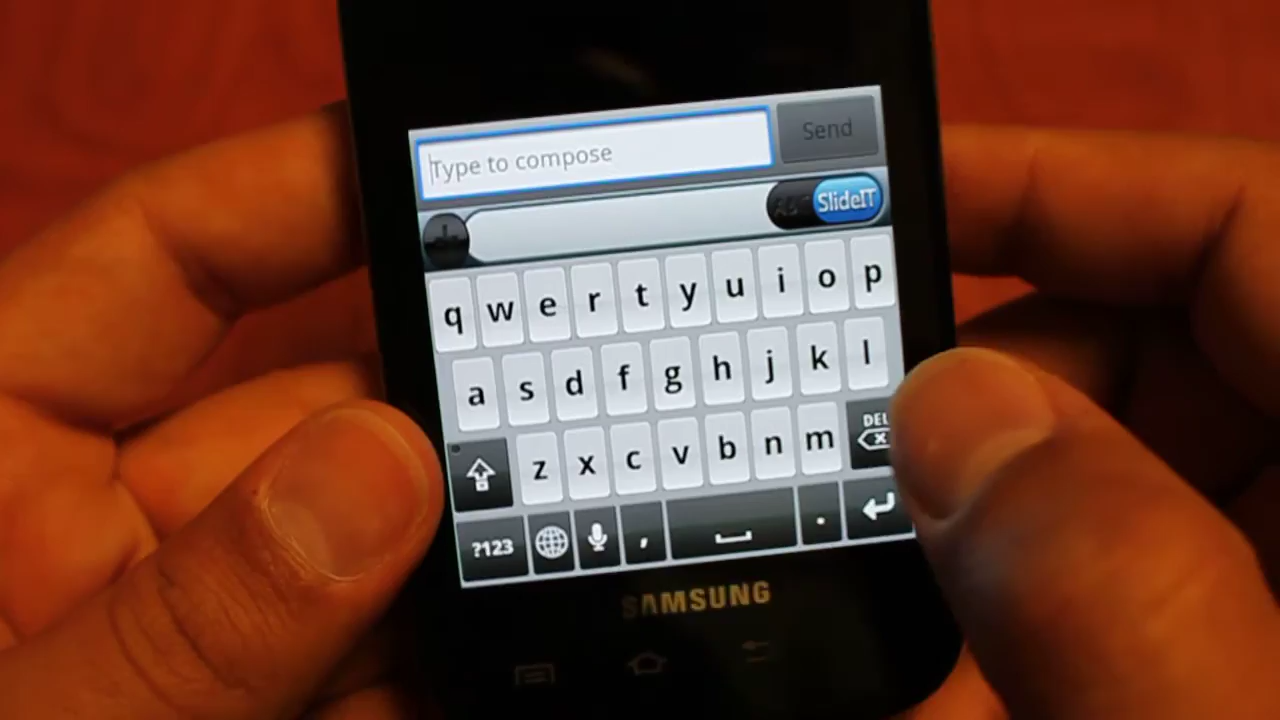 Type to compose
Send
SlideIT
q w e r t y u i o p
a s d f g h j k l
DEL
z x c v b n m
?123 , .
SAMSUNG